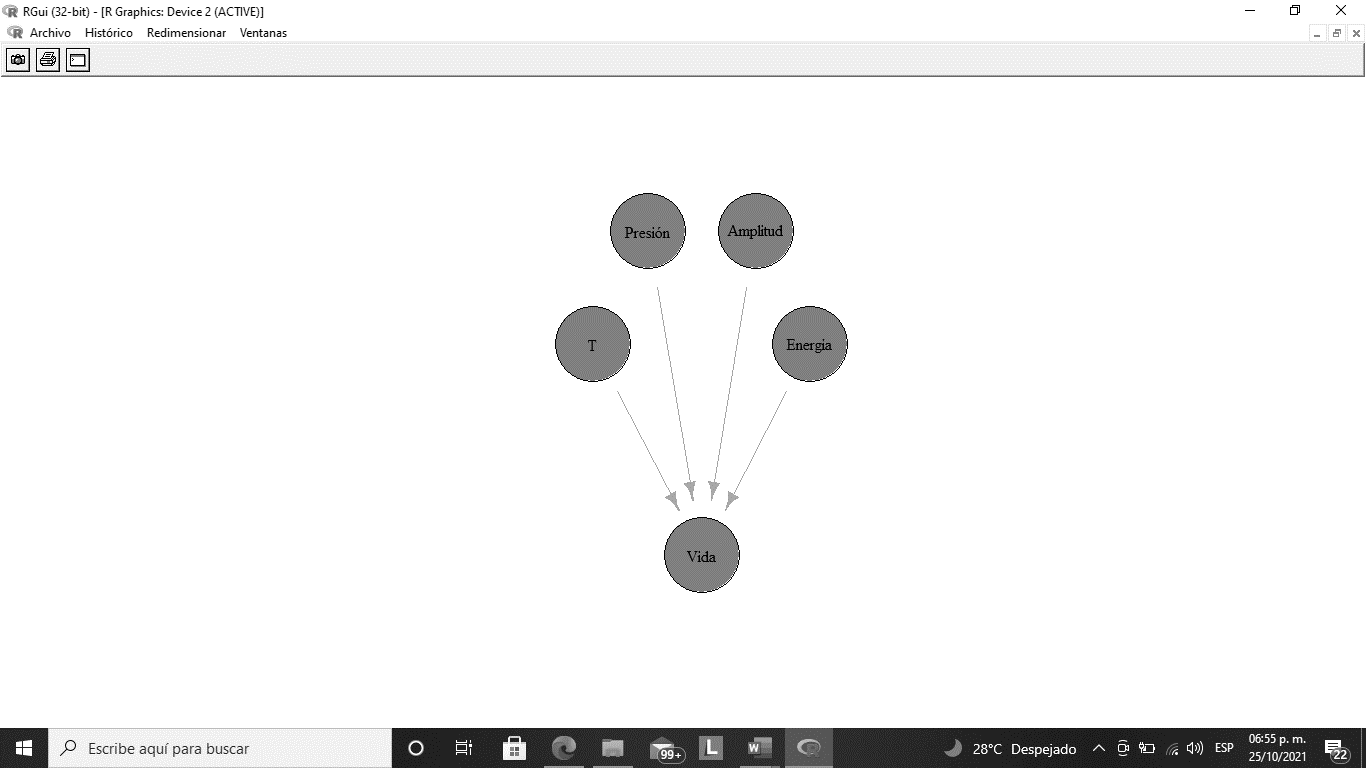 RGui (32-bit) - [R Graphics: Device 2 (ACTIVE)]
Archivo Histórico Redimensionar Ventanas
Presión Amplitud
T Energia
Vida
Escribe aquí para buscar 99+ L W 28°C Despejado ESP 06:55 p. m.
25/10/2021 22